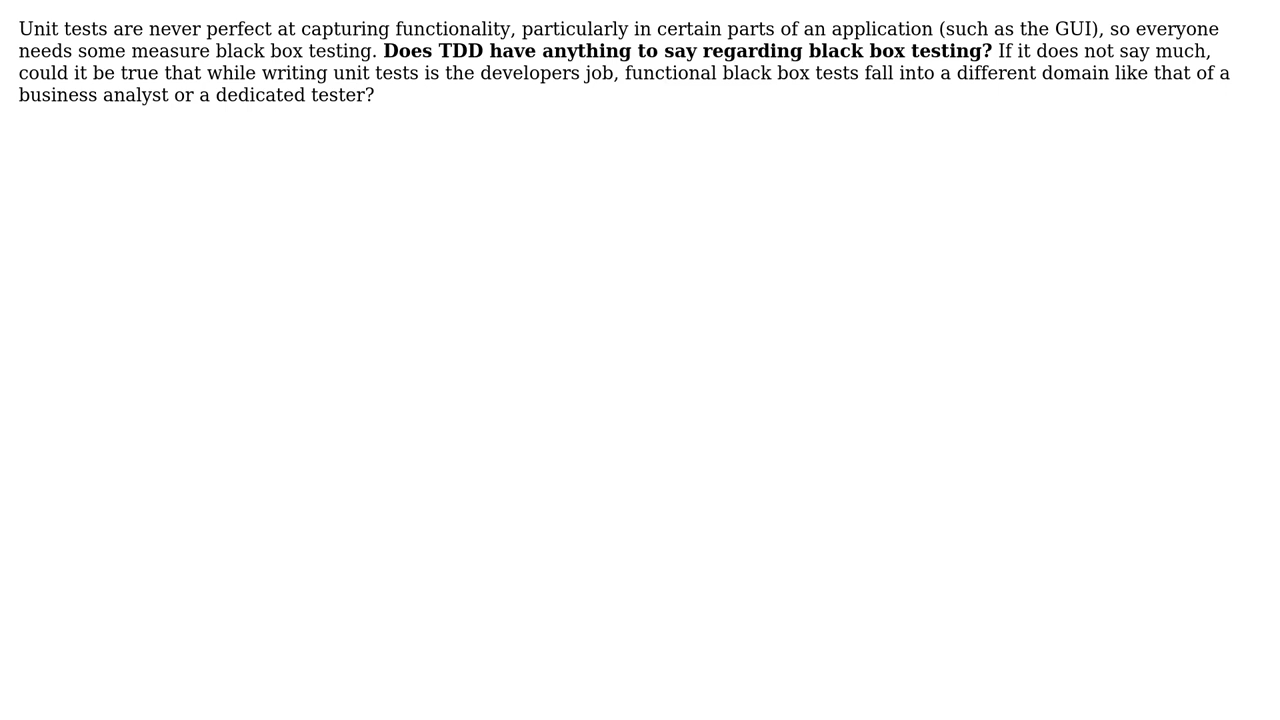 Unit tests are never perfect at capturing functionality, particularly in certain parts of an application (such as the GUI), so everyone
needs some measure black box testing. Does TDD have anything to say regarding black box testing? If it does not say much,
could it be true that while writing unit tests is the developers job, functional black box tests fall into a different domain like that of a
business analyst or a dedicated tester?